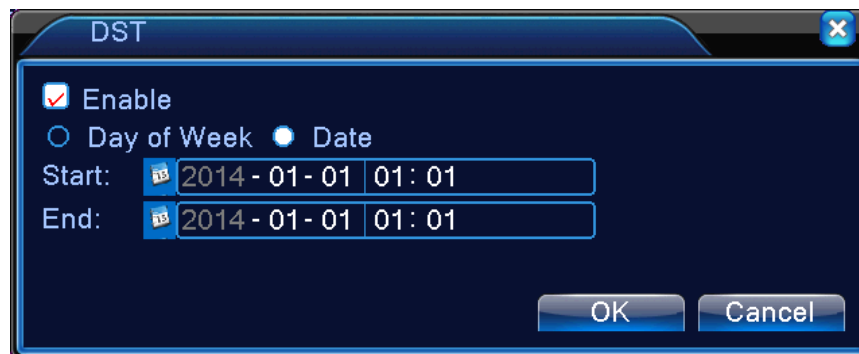 DST
Enable
Day of Week Date
Start: 2014 - 01 - 01 01 : 01
End: 2014 - 01 - 01 01 : 01
OK Cancel